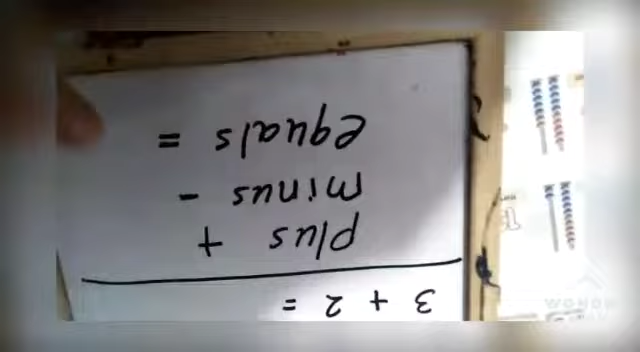 3 + 2 =
plus +
minus -
equals =